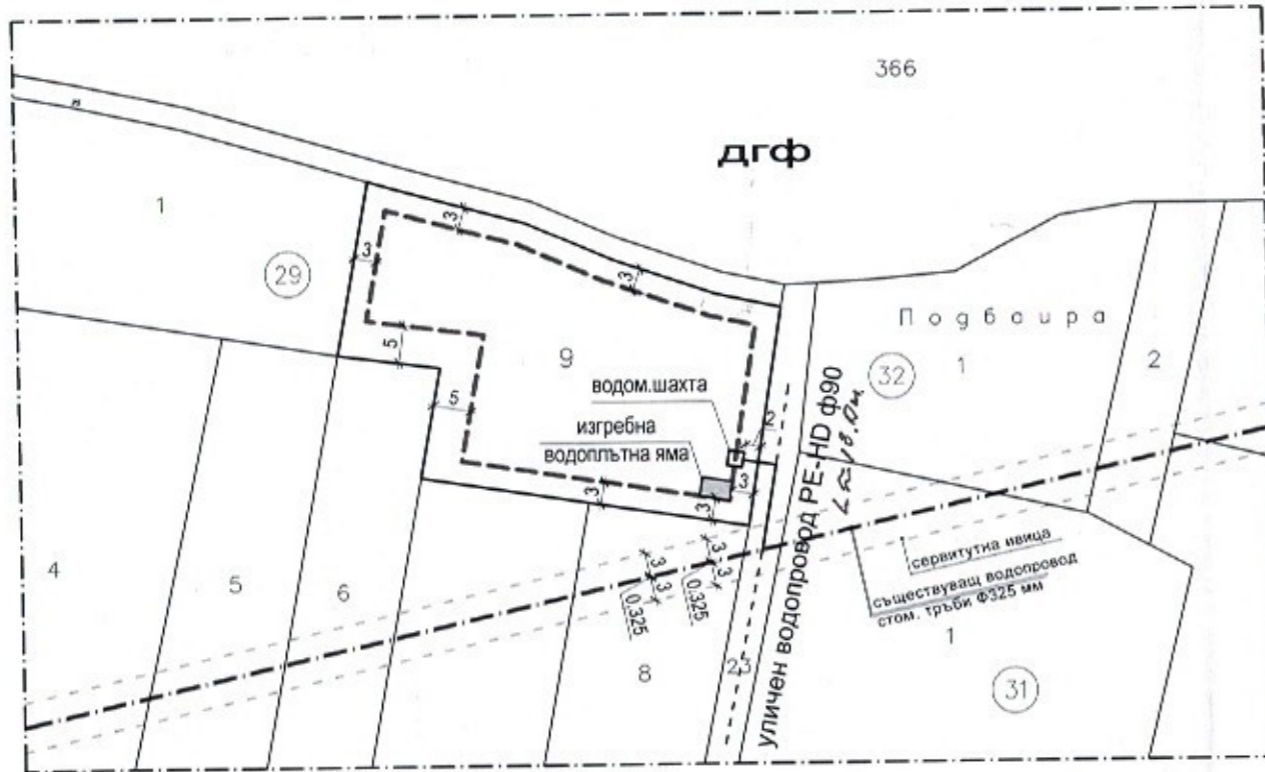 366
дгф
н
1
3
3
3
29
Подбаира
9
5
5
водом.шахта
32
1
2
изгребна
водоплътна яма
2
3
3
3
уличен водопровод PE-HD ф90
сервитутна ивица
съществуващ водопровод
стом. тръби Ф325 мм
4
5
6
3
3
0.325
3
3
0.325
8
23
1
31